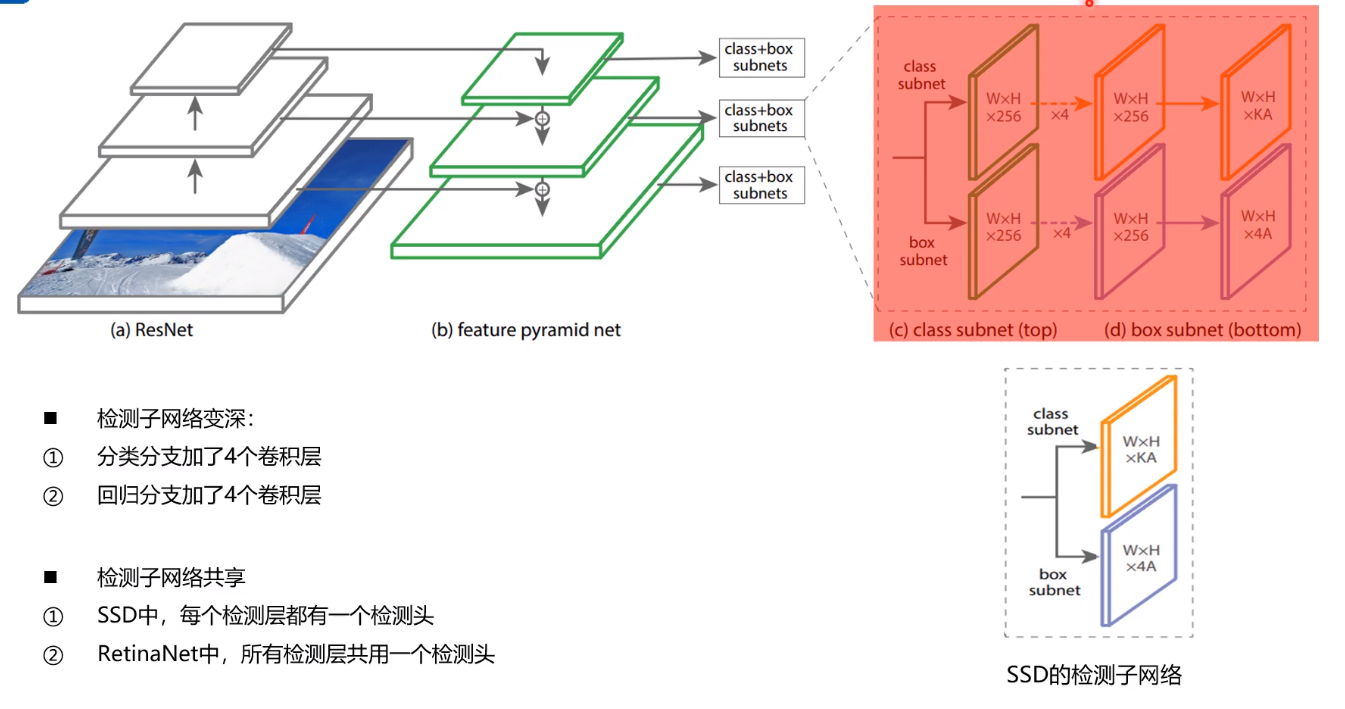 class+box
subnets
class+box
subnets
class+box
subnets
(a) ResNet
(b) feature pyramid net
class
subnet
W×H
×256
×4
W×H
×256
W×H
×KA
box
subnet
W×H
×256
×4
W×H
×256
W×H
×4A
(c) class subnet (top)
(d) box subnet (bottom)
■ 检测子网络变深：
① 分类分支加了4个卷积层
② 回归分支加了4个卷积层
■ 检测子网络共享
① SSD中，每个检测层都有一个检测头
② RetinaNet中，所有检测层共用一个检测头
class
subnet
W×H
×KA
box
subnet
W×H
×4A
SSD的检测子网络